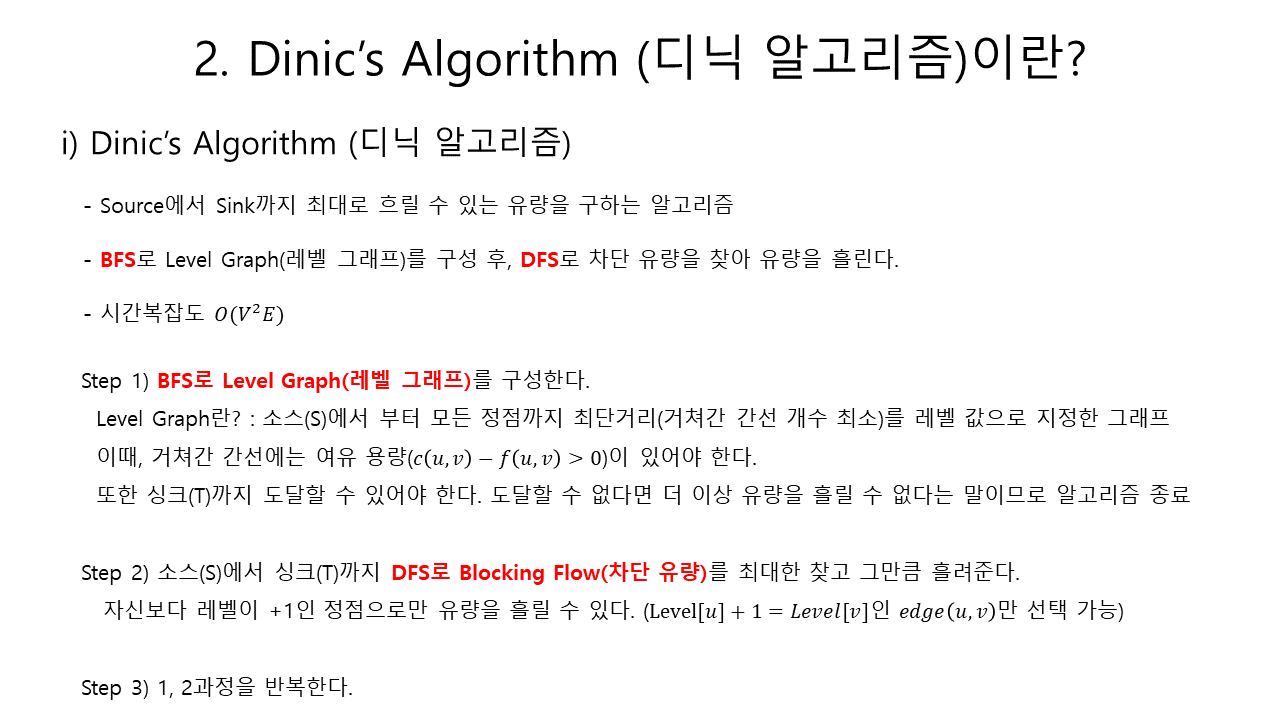 2. Dinic’s Algorithm (디닉 알고리즘)이란?
i) Dinic’s Algorithm (디닉 알고리즘)
- Source에서 Sink까지 최대로 흐릴 수 있는 유량을 구하는 알고리즘
- BFS로 Level Graph(레벨 그래프)를 구성 후, DFS로 차단 유량을 찾아 유량을 흘린다.
- 시간복잡도 𝑂(𝑉²𝐸)
Step 1) BFS로 Level Graph(레벨 그래프)를 구성한다.
Level Graph란? : 소스(S)에서 부터 모든 정점까지 최단거리(거쳐간 간선 개수 최소)를 레벨 값으로 지정한 그래프
이때, 거쳐간 간선에는 여유 용량(𝑐(𝑢,𝑣) − 𝑓(𝑢,𝑣) > 0)이 있어야 한다.
또한 싱크(T)까지 도달할 수 있어야 한다. 도달할 수 없다면 더 이상 유량을 흘릴 수 없다는 말이므로 알고리즘 종료
Step 2) 소스(S)에서 싱크(T)까지 DFS로 Blocking Flow(차단 유량)를 최대한 찾고 그만큼 흘려준다.
자신보다 레벨이 +1인 정점으로만 유량을 흘릴 수 있다. (Level[𝑢] + 1 = 𝐿𝑒𝑣𝑒𝑙[𝑣]인 𝑒𝑑𝑔𝑒(𝑢,𝑣)만 선택 가능)
Step 3) 1, 2과정을 반복한다.